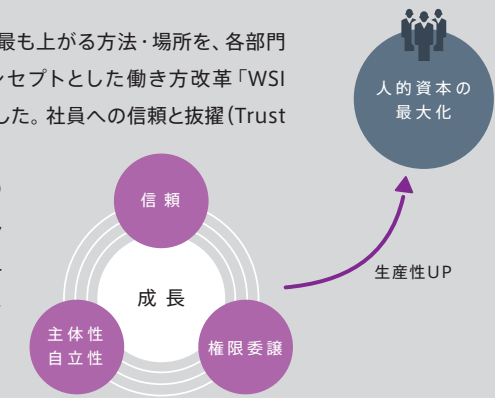 最も上がる方法・場所を、各部門
ンセプトとした働き方改革「WSI
した。社員への信頼と抜擢(Trust
人的資本の
最大化
信頼
成長
生産性UP
主体性
自立性
権限委譲